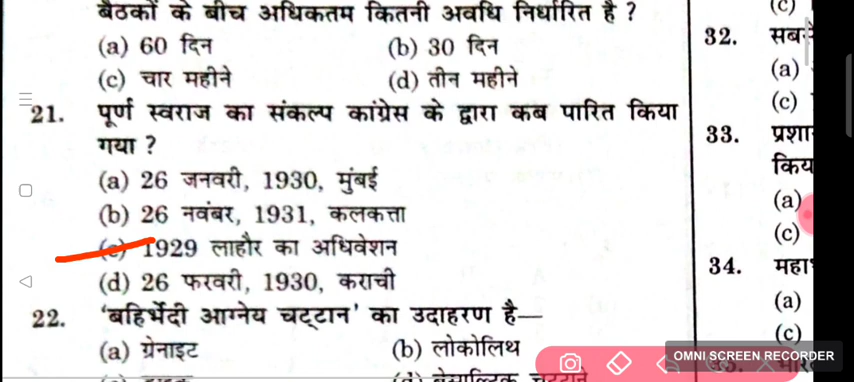 बैठकों के बीच अधिकतम कितनी अवधि निर्धारित है ?
(a) 60 दिन (b) 30 दिन
(c) चार महीने (d) तीन महीने
21. पूर्ण स्वराज का संकल्प कांग्रेस के द्वारा कब पारित किया
गया ?
(a) 26 जनवरी, 1930, मुंबई
(b) 26 नवंबर, 1931, कलकत्ता
(c) 1929 लाहौर का अधिवेशन
(d) 26 फरवरी, 1930, कराची
22. 'बहिर्भेदी आग्नेय चट्टान' का उदाहरण है—
(a) ग्रेनाइट (b) लोकोलिथ
(d) बेसाल्टिक चट्टानें
(c)
32.
(a)
(c)
33.
(a)
(c)
34.
(a)
(c)
OMNI SCREEN RECORDER